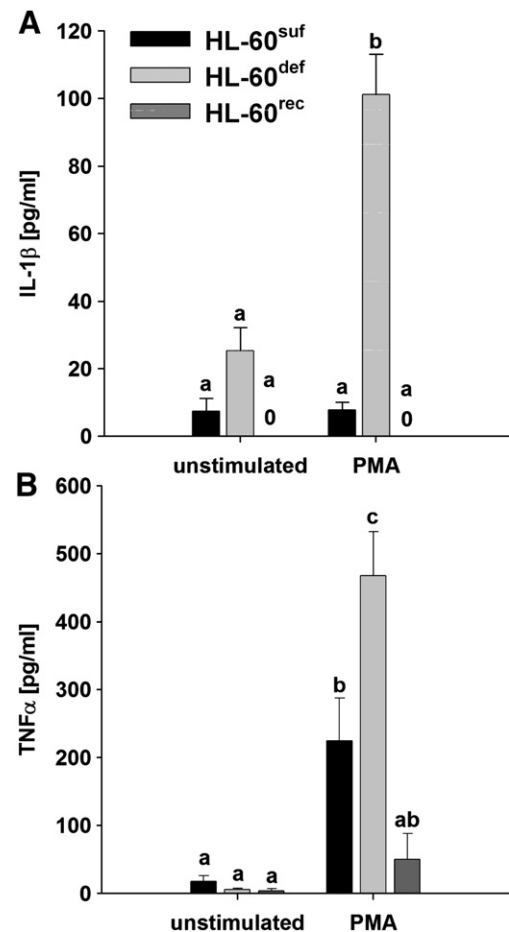 A
120
100
80
60
40
20
0
IL-1β [pg/ml]
HL-60suf
HL-60def
HL-60rec
a
a
a
0
a
b
a
0
unstimulated PMA
B
600
500
400
300
200
100
0
TNFα [pg/ml]
a
a
a
b
c
ab
unstimulated PMA